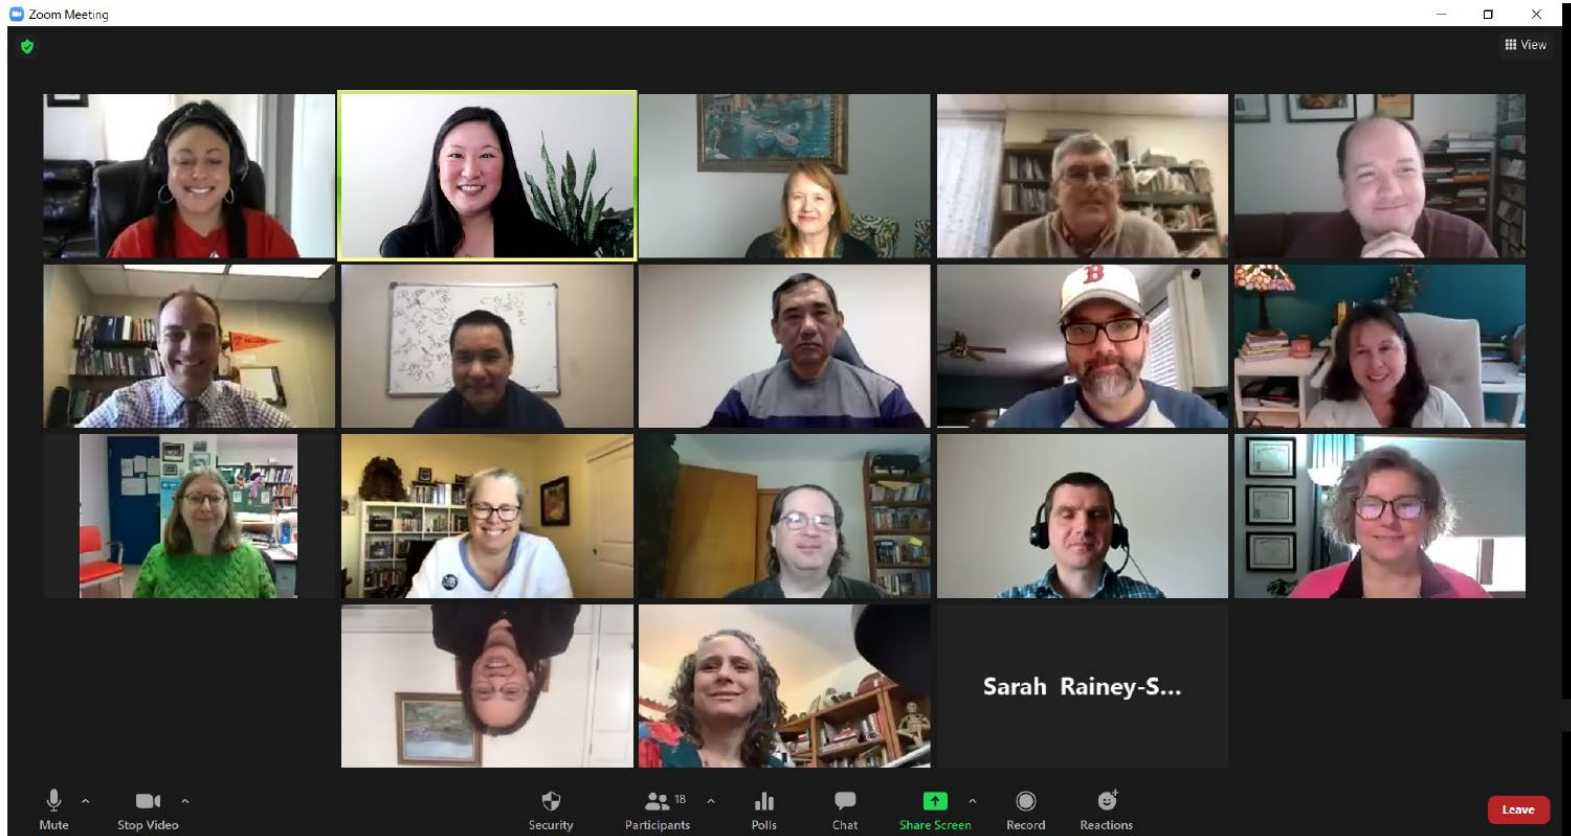 Zoom Meeting
View
B
Sarah Rainey-S...
18
Mute
Stop Video
Security
Participants
Polls
Chat
Share Screen
Record
Reactions
Leave